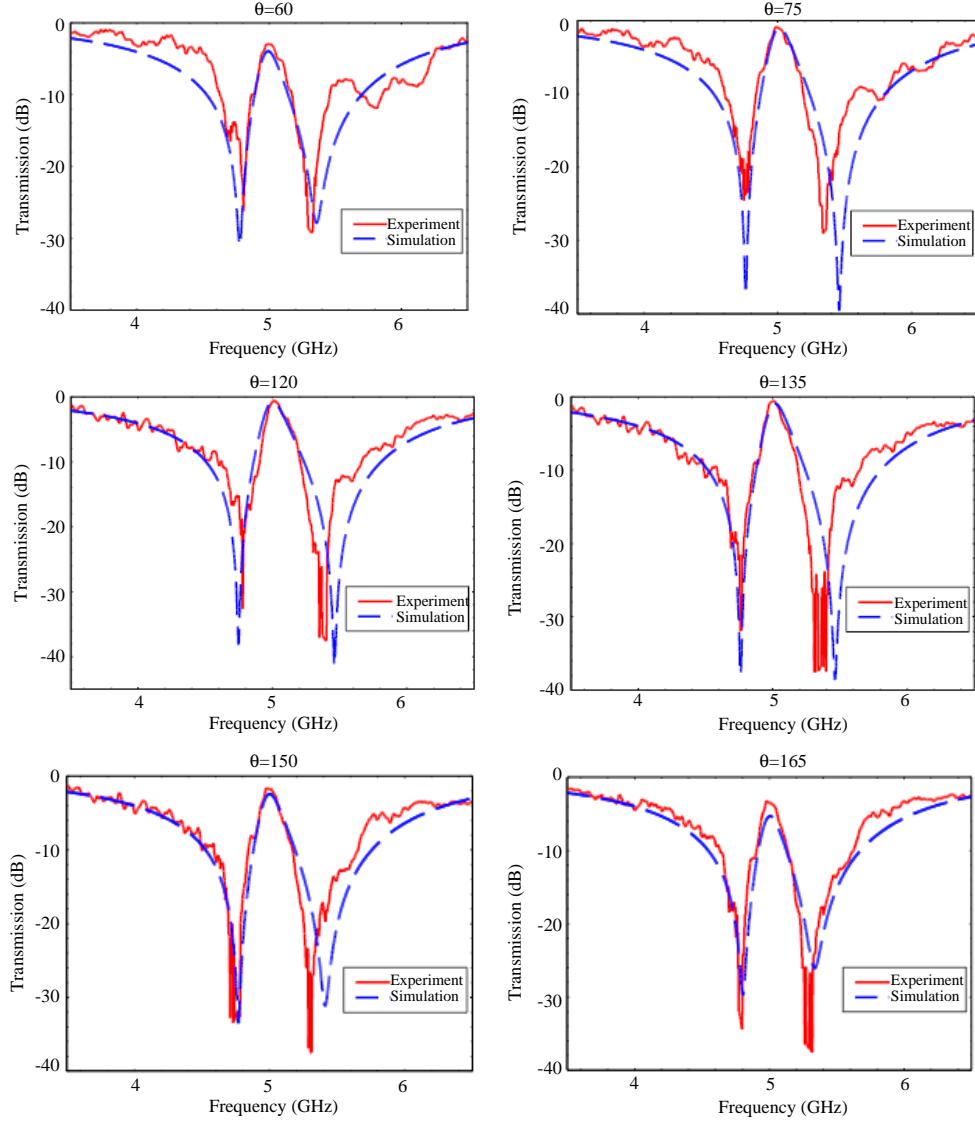 θ=60
0
-10
-20
-30
-40
Transmission (dB)
Experiment
Simulation
4
5
6
Frequency (GHz)
θ=75
0
-10
-20
-30
-40
Transmission (dB)
Experiment
Simulation
4
5
6
Frequency (GHz)
θ=120
0
-10
-20
-30
-40
Transmission (dB)
Experiment
Simulation
4
5
6
Frequency (GHz)
θ=135
0
-10
-20
-30
-40
Transmission (dB)
Experiment
Simulation
4
5
6
Frequency (GHz)
θ=150
0
-10
-20
-30
-40
Transmission (dB)
Experiment
Simulation
4
5
6
Frequency (GHz)
θ=165
0
-10
-20
-30
-40
Transmission (dB)
Experiment
Simulation
4
5
6
Frequency (GHz)